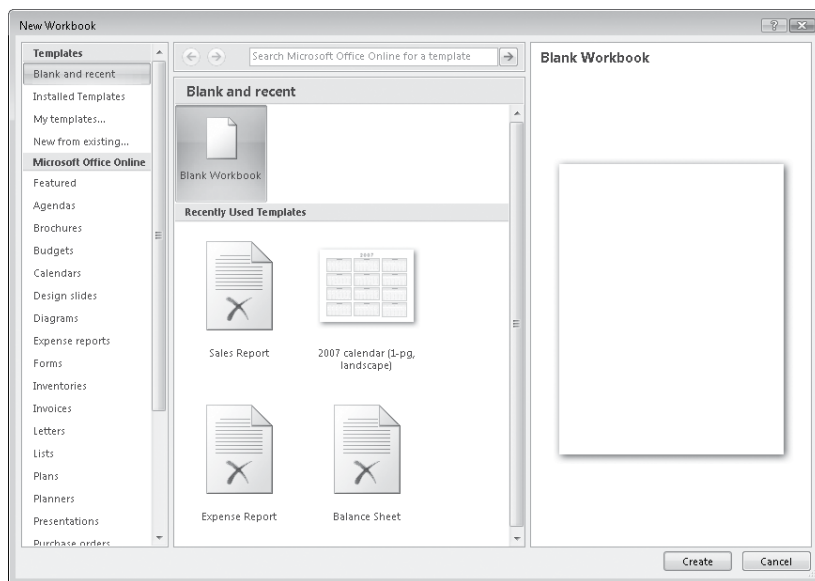 New Workbook
Templates
Blank and recent
Installed Templates
My templates...
New from existing...
Microsoft Office Online
Featured
Agendas
Brochures
Budgets
Calendars
Design slides
Diagrams
Expense reports
Forms
Inventories
Invoices
Letters
Lists
Plans
Planners
Presentations
Purchase orders
Search Microsoft Office Online for a template
Blank and recent
Blank Workbook
Recently Used Templates
Sales Report
2007
2007 calendar (1-pg,
landscape)
Expense Report
Balance Sheet
Blank Workbook
Create
Cancel